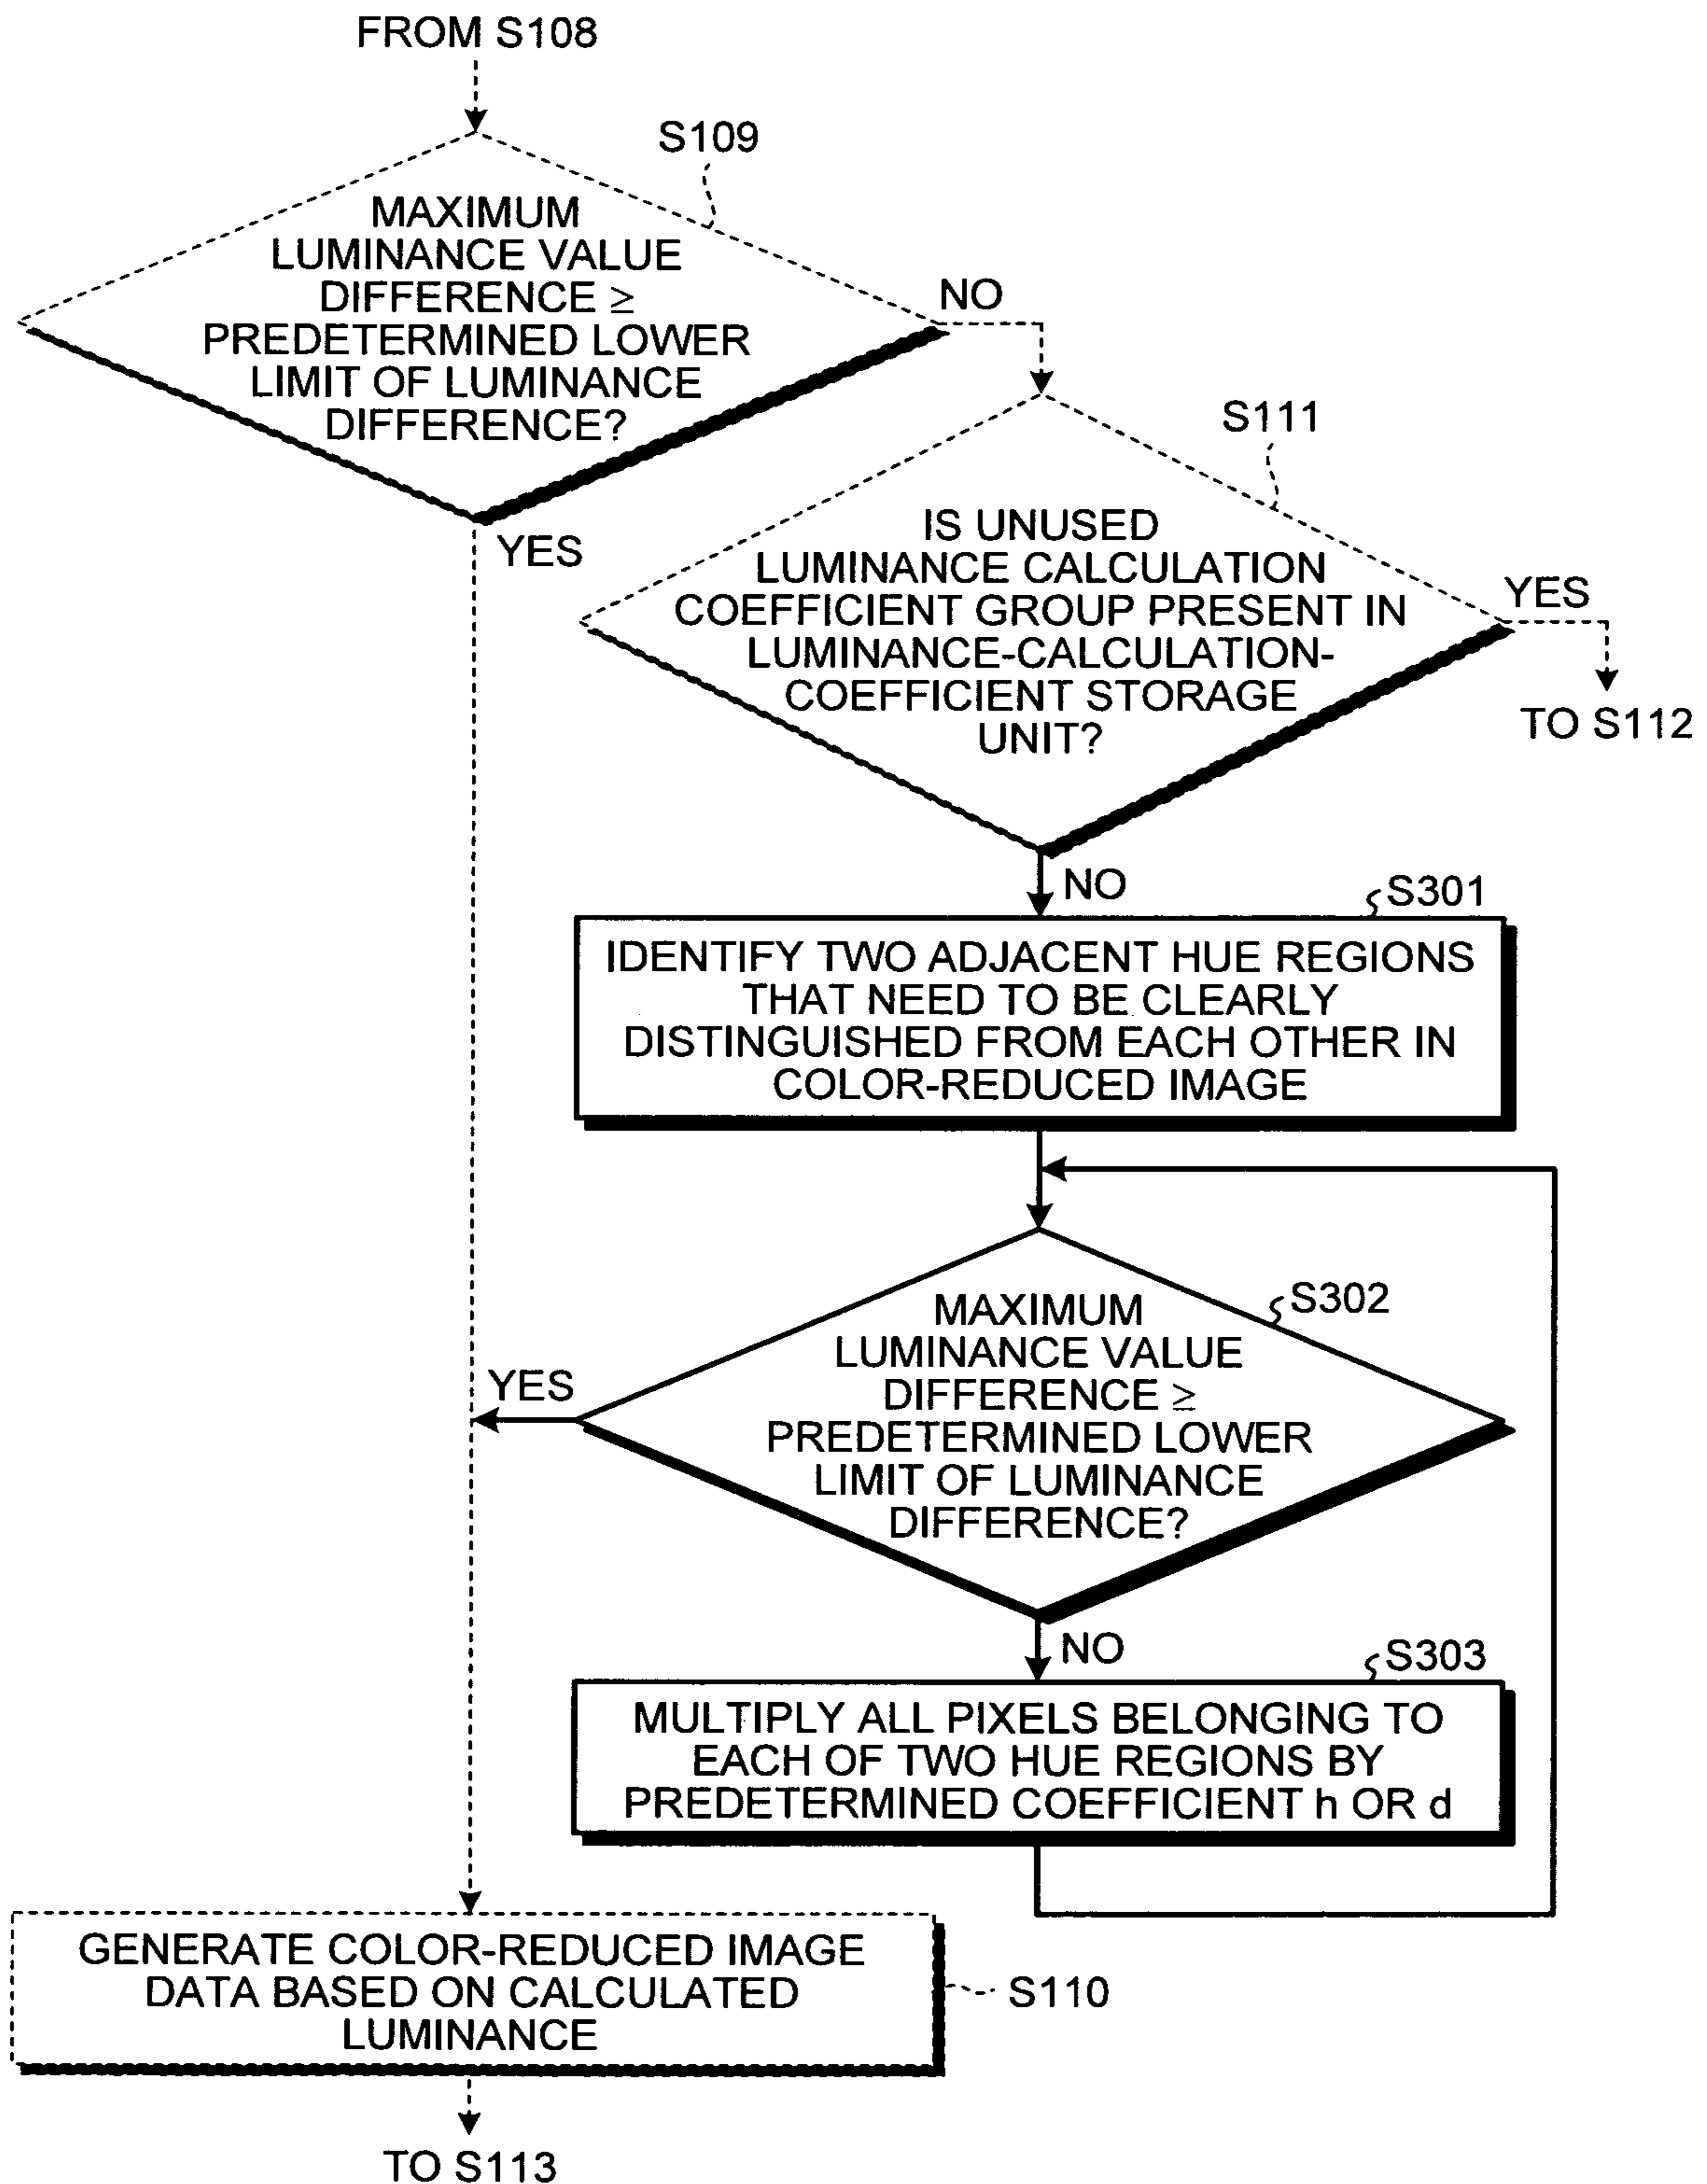 FROM S108
S109
MAXIMUM
LUMINANCE VALUE
DIFFERENCE ≥
PREDETERMINED LOWER
LIMIT OF LUMINANCE
DIFFERENCE?
NO
YES
S111
IS UNUSED
LUMINANCE CALCULATION
COEFFICIENT GROUP PRESENT IN
LUMINANCE-CALCULATION-
COEFFICIENT STORAGE
UNIT?
YES
TO S112
NO
S301
IDENTIFY TWO ADJACENT HUE REGIONS
THAT NEED TO BE CLEARLY
DISTINGUISHED FROM EACH OTHER IN
COLOR-REDUCED IMAGE
S302
MAXIMUM
LUMINANCE VALUE
DIFFERENCE ≥
PREDETERMINED LOWER
LIMIT OF LUMINANCE
DIFFERENCE?
YES
NO
S303
MULTIPLY ALL PIXELS BELONGING TO
EACH OF TWO HUE REGIONS BY
PREDETERMINED COEFFICIENT h OR d
GENERATE COLOR-REDUCED IMAGE
DATA BASED ON CALCULATED
LUMINANCE
S110
TO S113